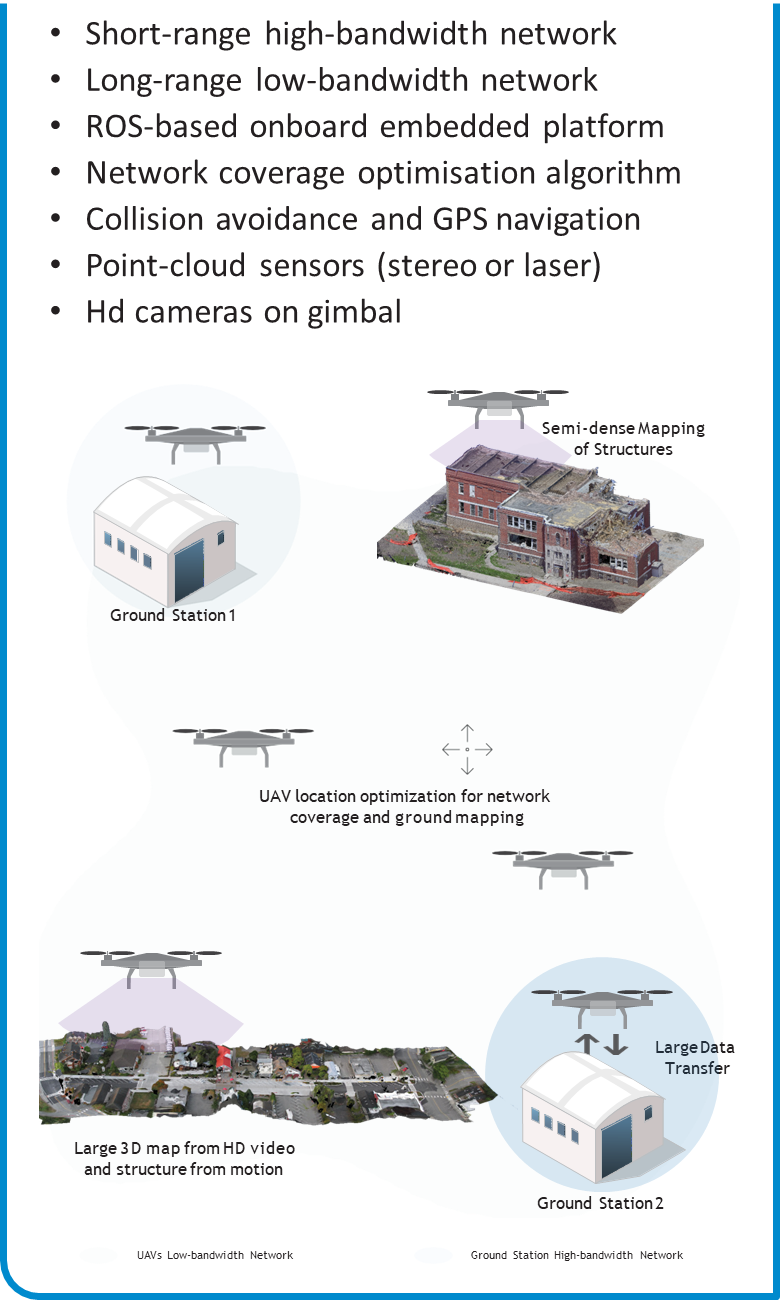 • Short-range high-bandwidth network
• Long-range low-bandwidth network
• ROS-based onboard embedded platform
• Network coverage optimisation algorithm
• Collision avoidance and GPS navigation
• Point-cloud sensors (stereo or laser)
• Hd cameras on gimbal
Semi-dense Mapping
of Structures
Ground Station 1
UAV location optimization for network
coverage and ground mapping
Large Data
Transfer
Large 3D map from HD video
and structure from motion
Ground Station 2
UAVs Low-bandwidth Network
Ground Station High-bandwidth Network